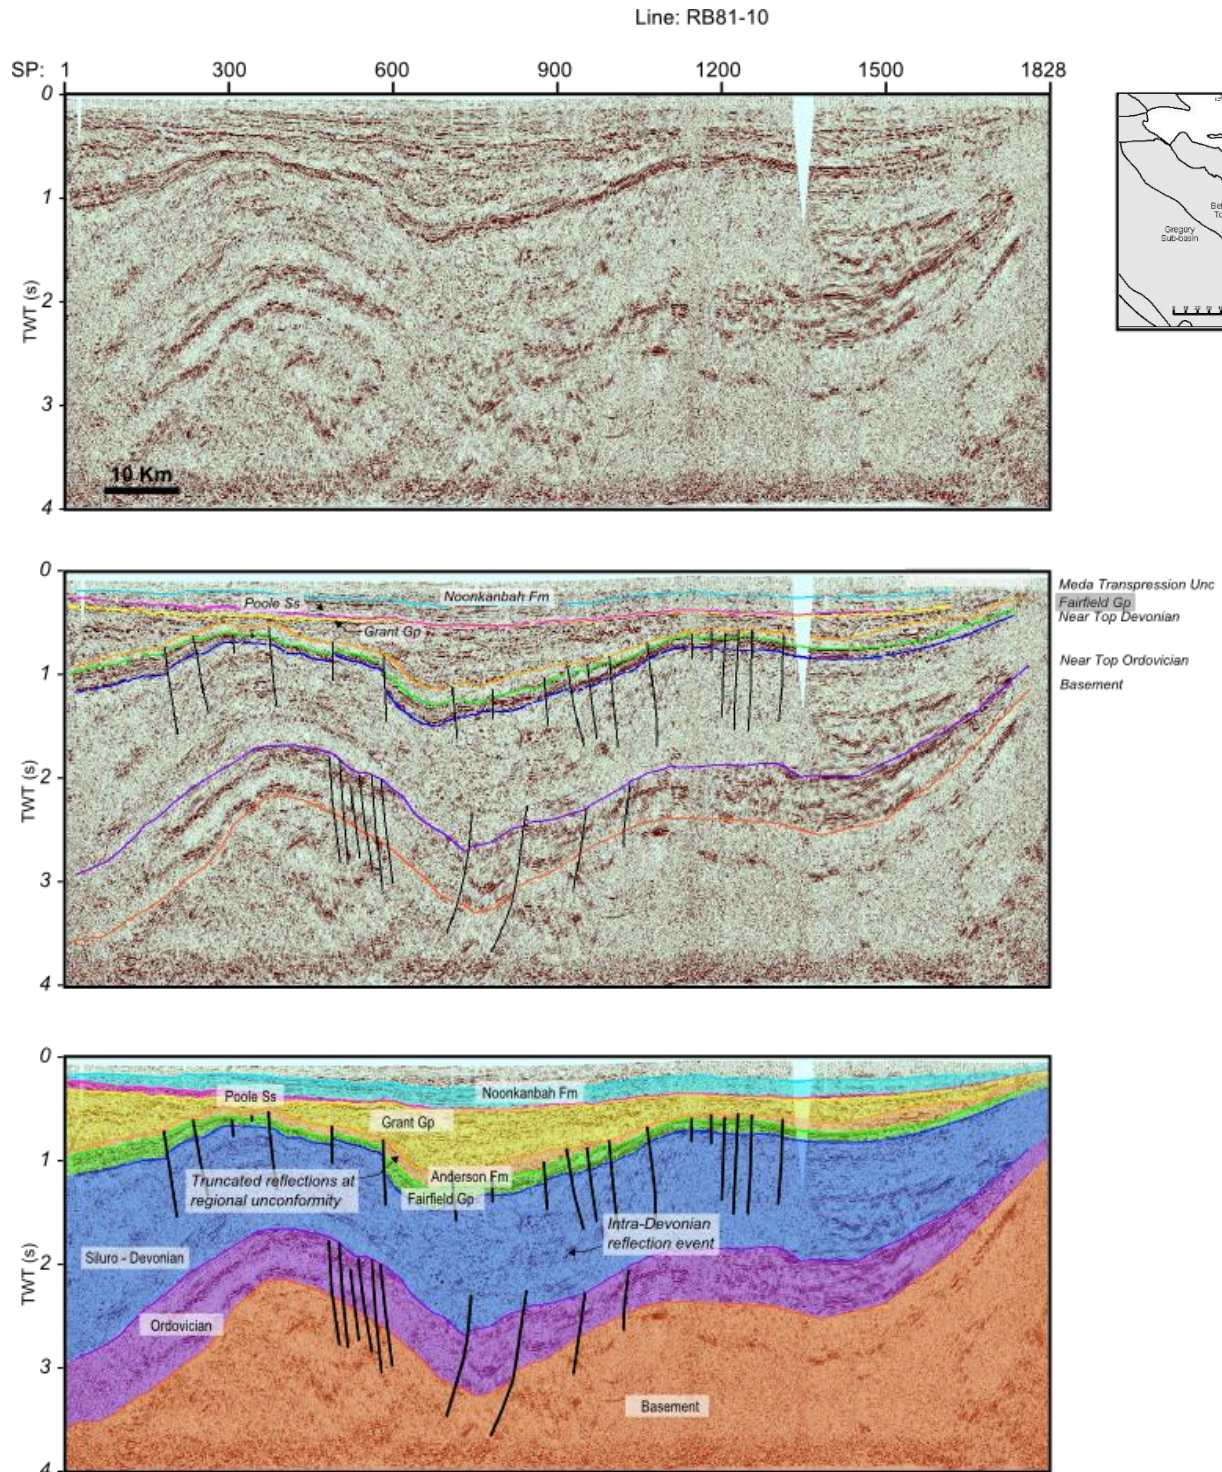 Line: RB81-10
SP: 1 300 600 900 1200 1500 1828
0
1
2
3
4
TWT (s)
10 Km
Gregory
Sub-basin
0
1
2
3
4
TWT (s)
Poole Ss
Noonkanbah Fm
Grant Gp
Meda Transpression Unc
Fairfield Gp
Near Top Devonian
Near Top Ordovician
Basement
0
1
2
3
4
TWT (s)
Poole Ss
Noonkanbah Fm
Grant Gp
Truncated reflections at
regional unconformity
Anderson Fm
Fairfield Gp
Intra-Devonian
reflection event
Siluro - Devonian
Ordovician
Basement